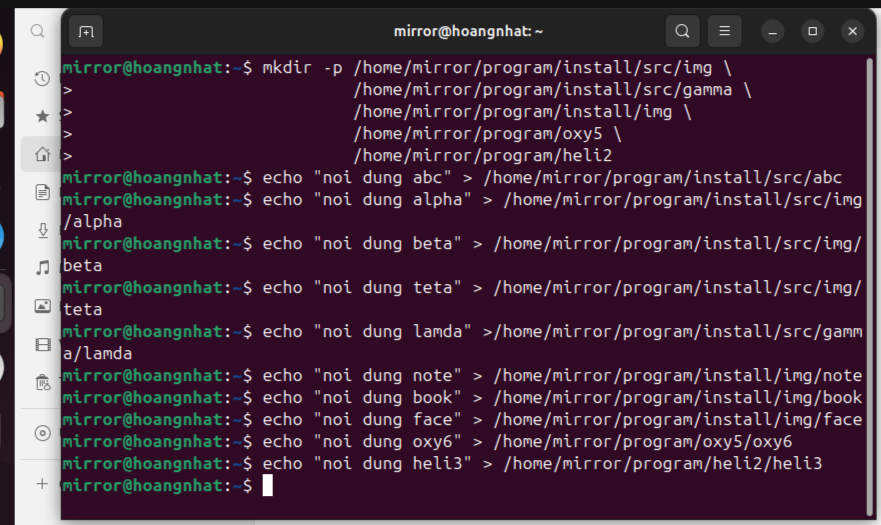 mirror@hoangnhat: ~
mirror@hoangnhat:~$ mkdir -p /home/mirror/program/install/src/img \
> /home/mirror/program/install/src/gamma \
> /home/mirror/program/install/img \
> /home/mirror/program/oxy5 \
> /home/mirror/program/heli2
mirror@hoangnhat:~$ echo "noi dung abc" > /home/mirror/program/install/src/abc
mirror@hoangnhat:~$ echo "noi dung alpha" > /home/mirror/program/install/src/img
/alpha
mirror@hoangnhat:~$ echo "noi dung beta" > /home/mirror/program/install/src/img/
beta
mirror@hoangnhat:~$ echo "noi dung teta" > /home/mirror/program/install/src/img/
teta
mirror@hoangnhat:~$ echo "noi dung lamda" >/home/mirror/program/install/src/gamm
a/lamda
mirror@hoangnhat:~$ echo "noi dung note" > /home/mirror/program/install/img/note
mirror@hoangnhat:~$ echo "noi dung book" > /home/mirror/program/install/img/book
mirror@hoangnhat:~$ echo "noi dung face" > /home/mirror/program/install/img/face
mirror@hoangnhat:~$ echo "noi dung oxy6" > /home/mirror/program/oxy5/oxy6
mirror@hoangnhat:~$ echo "noi dung heli3" > /home/mirror/program/heli2/heli3
mirror@hoangnhat:~$